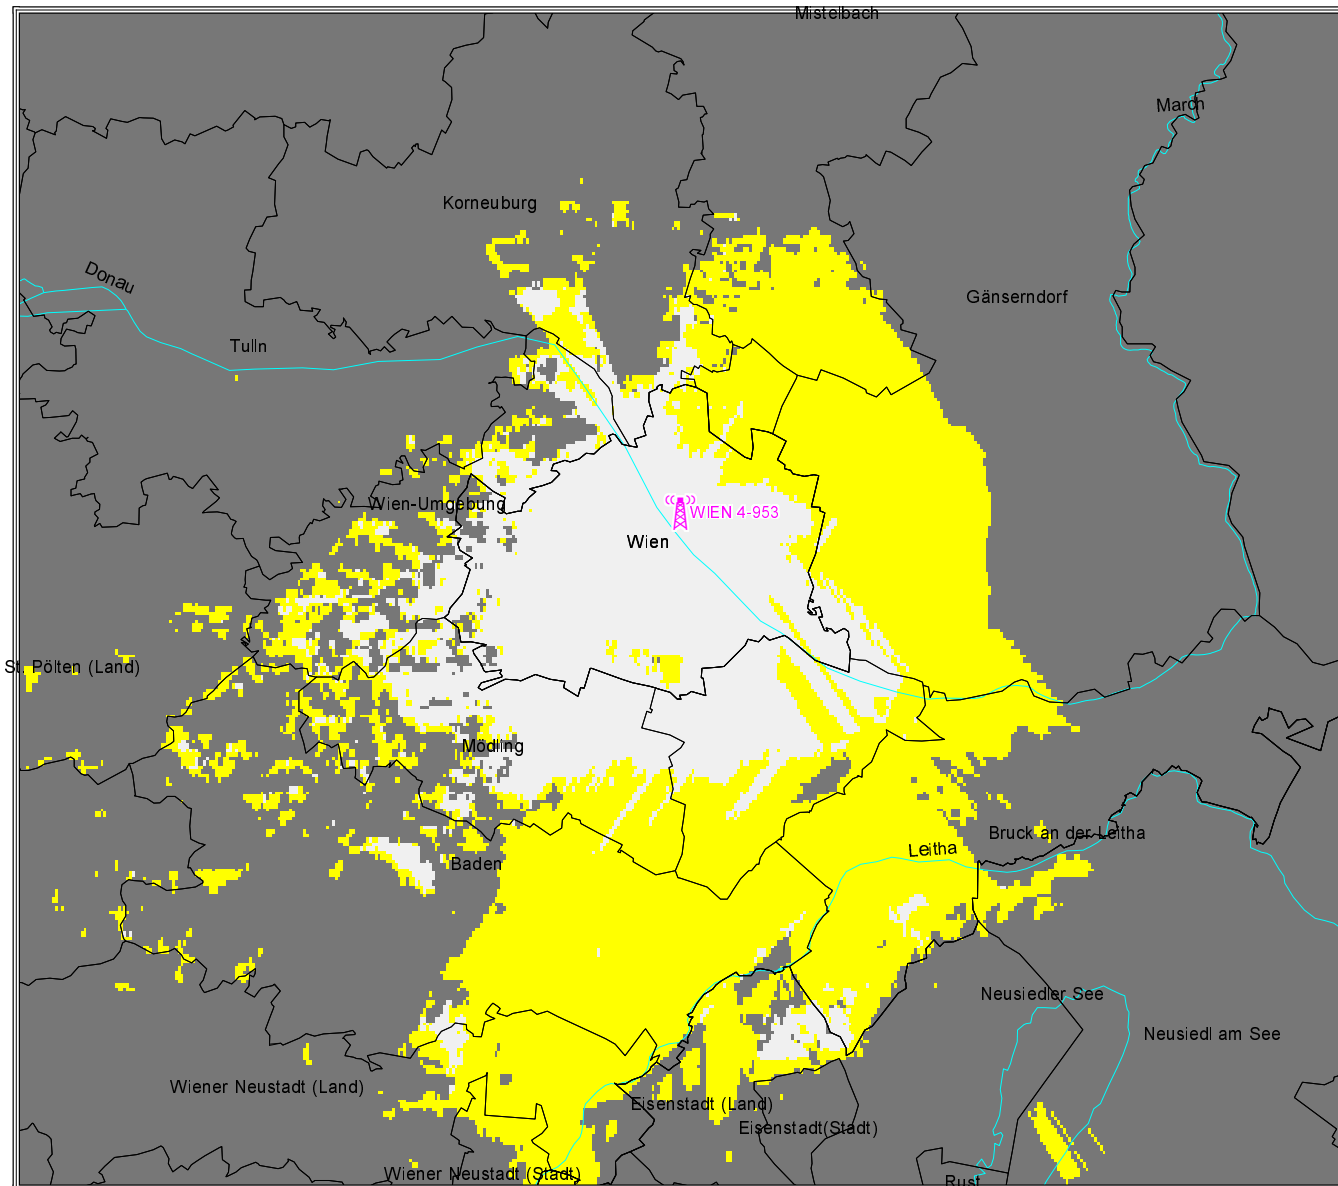 Mistelbach
March
Korneuburg
Donau
Gänserndorf
Tulln
Wien-Umgebung
WIEN 4-953
Wien
St. Pölten (Land)
Mödling
Bruck an der Leitha
Leitha
Baden
Neusiedler See
Neusiedl am See
Wiener Neustadt (Land)
Eisenstadt (Land)
Eisenstadt(Stadt)
Wiener Neustadt (Stadt)
Rust